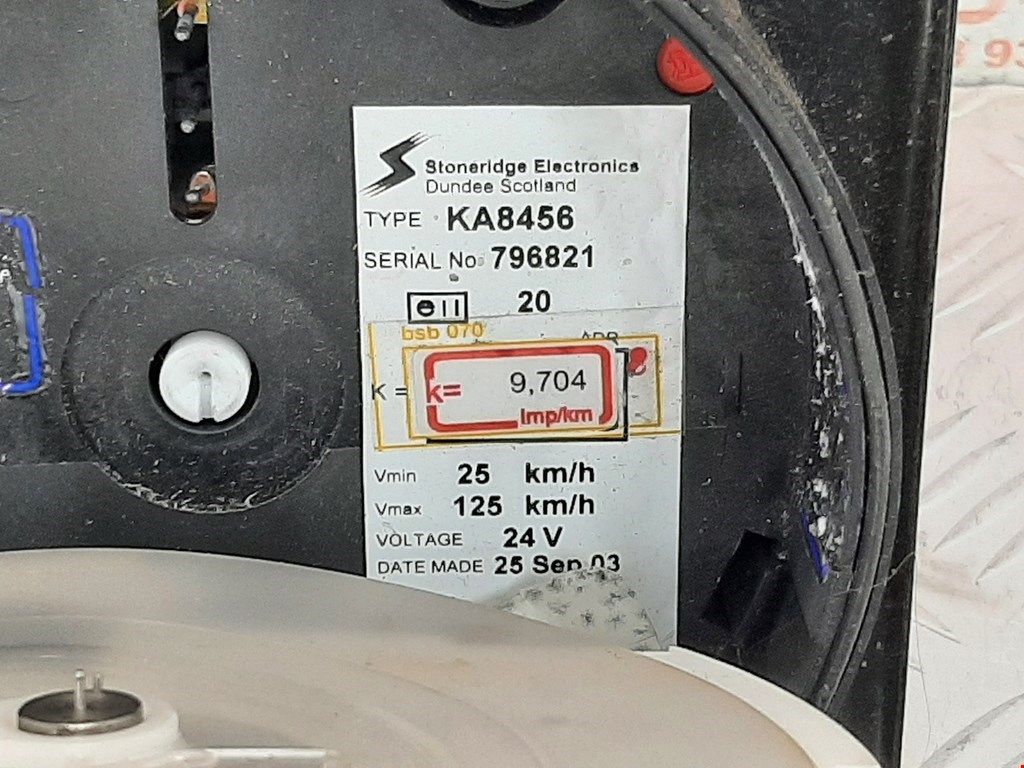 Stoneridge Electronics
Dundee Scotland
TYPE KA8456
SERIAL No 796821
e 11 20
bsb 070
K = k= 9,704
Imp/km
Vmin 25 km/h
Vmax 125 km/h
VOLTAGE 24 V
DATE MADE 25 Sep 03